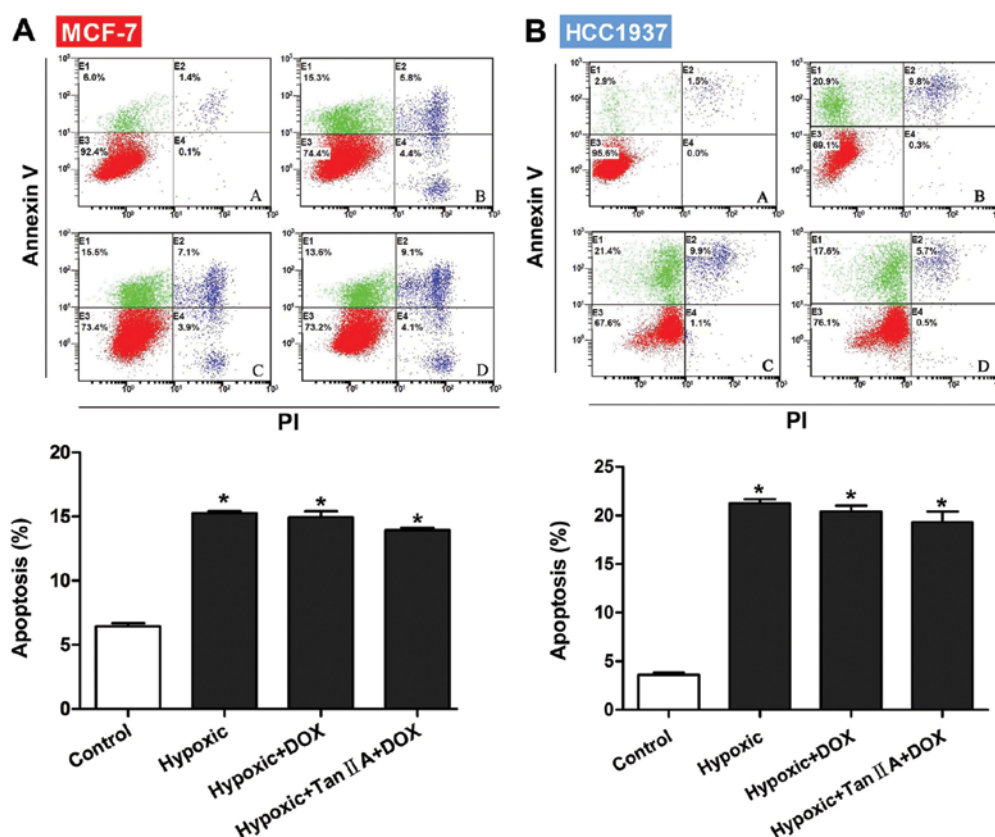 A MCF-7
B HCC1937
Annexin V
E1
6.0%
E2
1.4%
E3
92.4%
E4
0.1%
A
E1
15.3%
E2
5.8%
E3
74.4%
E4
4.4%
B
E1
15.5%
E2
7.1%
E3
73.4%
E4
3.9%
C
E1
13.6%
E2
9.1%
E3
73.2%
E4
4.1%
D
PI
Annexin V
E1
2.9%
E2
1.5%
E3
95.6%
E4
0.0%
A
E1
20.9%
E2
9.8%
E3
69.1%
E4
0.3%
B
E1
21.4%
E2
9.9%
E3
67.6%
E4
1.1%
C
E1
17.6%
E2
5.7%
E3
76.1%
E4
0.5%
D
PI
Apoptosis (%)
20
15
10
5
0
* * *
Control
Hypoxic
Hypoxic+DOX
Hypoxic+Tan II A+DOX
Apoptosis (%)
25
20
15
10
5
0
* * *
Control
Hypoxic
Hypoxic+DOX
Hypoxic+Tan II A+DOX